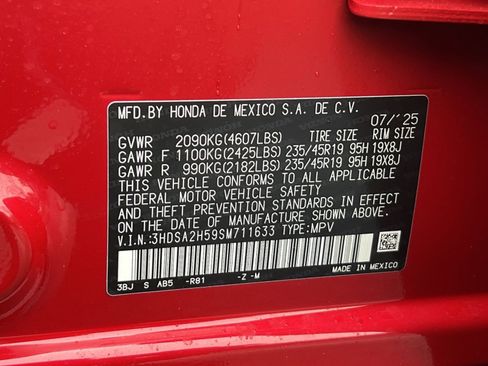 MFD. BY HONDA DE MEXICO S.A. DE C.V. 07/'25
GVWR 2090KG(4607LBS) TIRE SIZE RIM SIZE
GAWR F 1100KG(2425LBS) 235/45R19 95H 19X8J
GAWR R 990KG(2182LBS) 235/45R19 95H 19X8J
THIS VEHICLE CONFORMS TO ALL APPLICABLE
FEDERAL MOTOR VEHICLE SAFETY
STANDARDS IN EFFECT ON THE
DATE OF MANUFACTURE SHOWN ABOVE.
V.I.N.:3HDSA2H59SM711633 TYPE:MPV
3BJ S AB5 -R81 -Z -M
MADE IN MEXICO